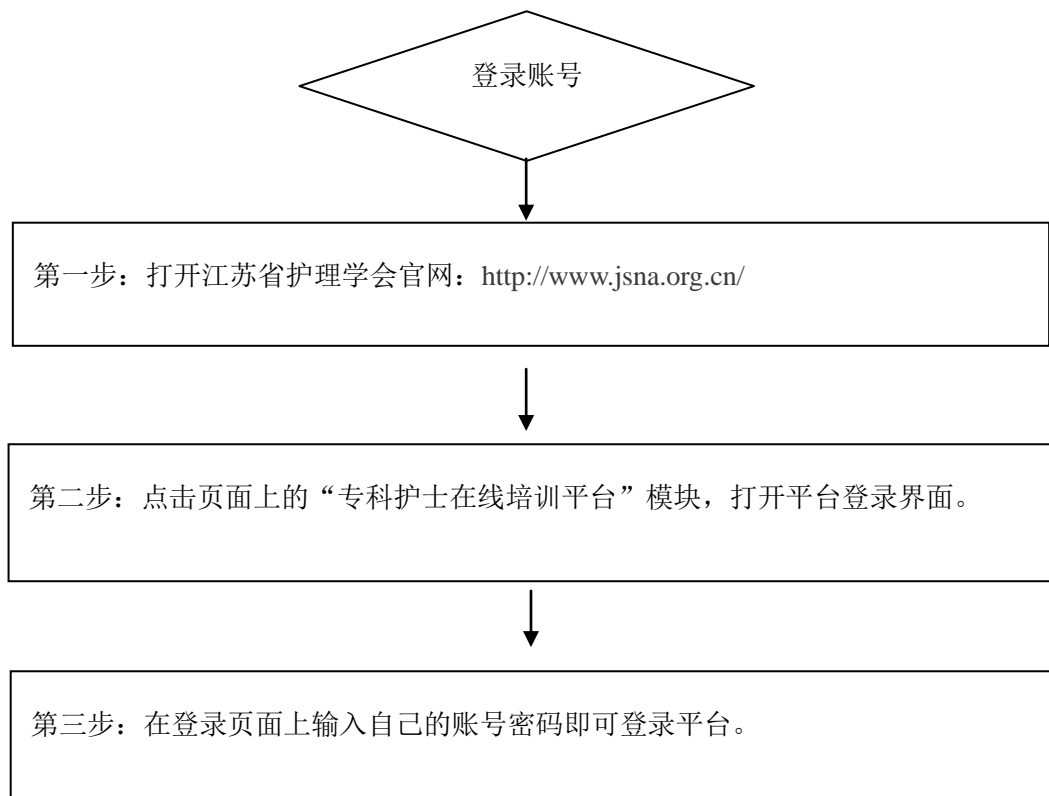 登录账号
第一步：打开江苏省护理学会官网：http://www.jsna.org.cn/
第二步：点击页面上的“专科护士在线培训平台”模块，打开平台登录界面。
第三步：在登录页面上输入自己的账号密码即可登录平台。